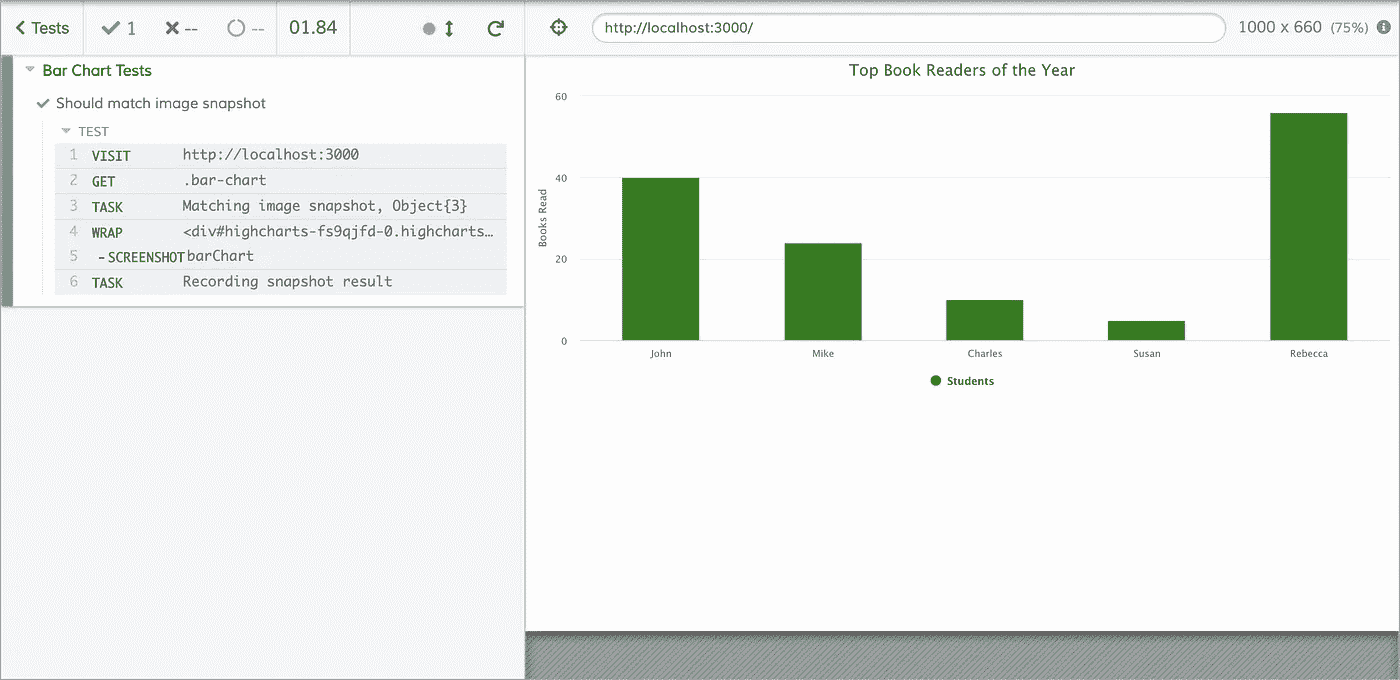 Tests 1 -- -- 01.84
http://localhost:3000/ 1000 x 660 (75%)
Bar Chart Tests
Should match image snapshot
TEST
1 VISIT http://localhost:3000
2 GET .bar-chart
3 TASK Matching image snapshot, Object{3}
4 WRAP <div#highcharts-fs9qjfd-0.highcharts…
5 -SCREENSHOT barChart
6 TASK Recording snapshot result
Top Book Readers of the Year
Books Read
60
40
20
0
John Mike Charles Susan Rebecca
Students